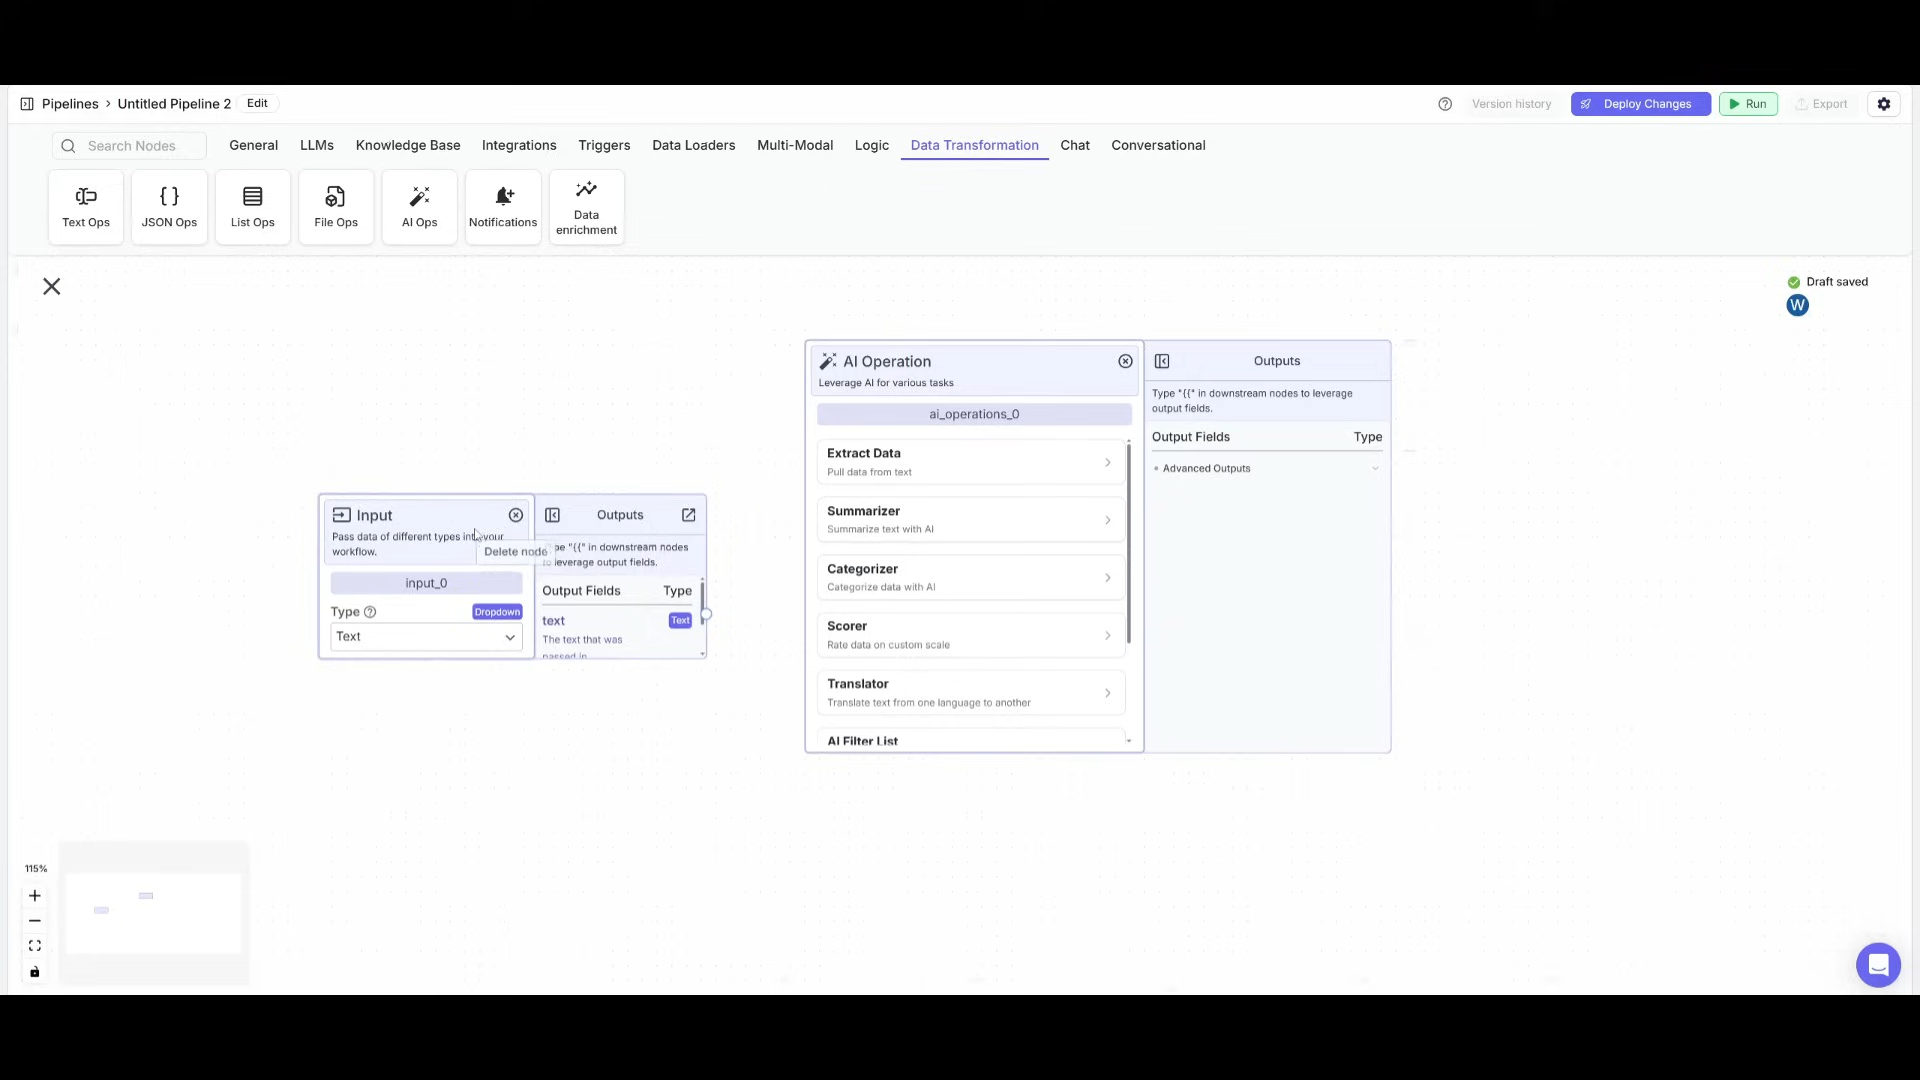 Pipelines › Untitled Pipeline 2 Edit
Version history Deploy Changes Run Export
Search Nodes General LLMs Knowledge Base Integrations Triggers Data Loaders Multi-Modal Logic Data Transformation Chat Conversational
Text Ops JSON Ops List Ops File Ops AI Ops Notifications Data enrichment
Draft saved
W
AI Operation
Leverage AI for various tasks
ai_operations_0
Extract Data
Pull data from text
Summarizer
Summarize text with AI
Categorizer
Categorize data with AI
Scorer
Rate data on custom scale
Translator
Translate text from one language to another
AI Filter List
Outputs
Type "{{" in downstream nodes to leverage
output fields.
Output Fields Type
Advanced Outputs
Input
Pass data of different types into your
workflow.
Delete node
input_0
Type Dropdown
Text
Outputs
"{{" in downstream nodes
leverage output fields.
Output Fields Type
text Text
The text that was
passed in
115%